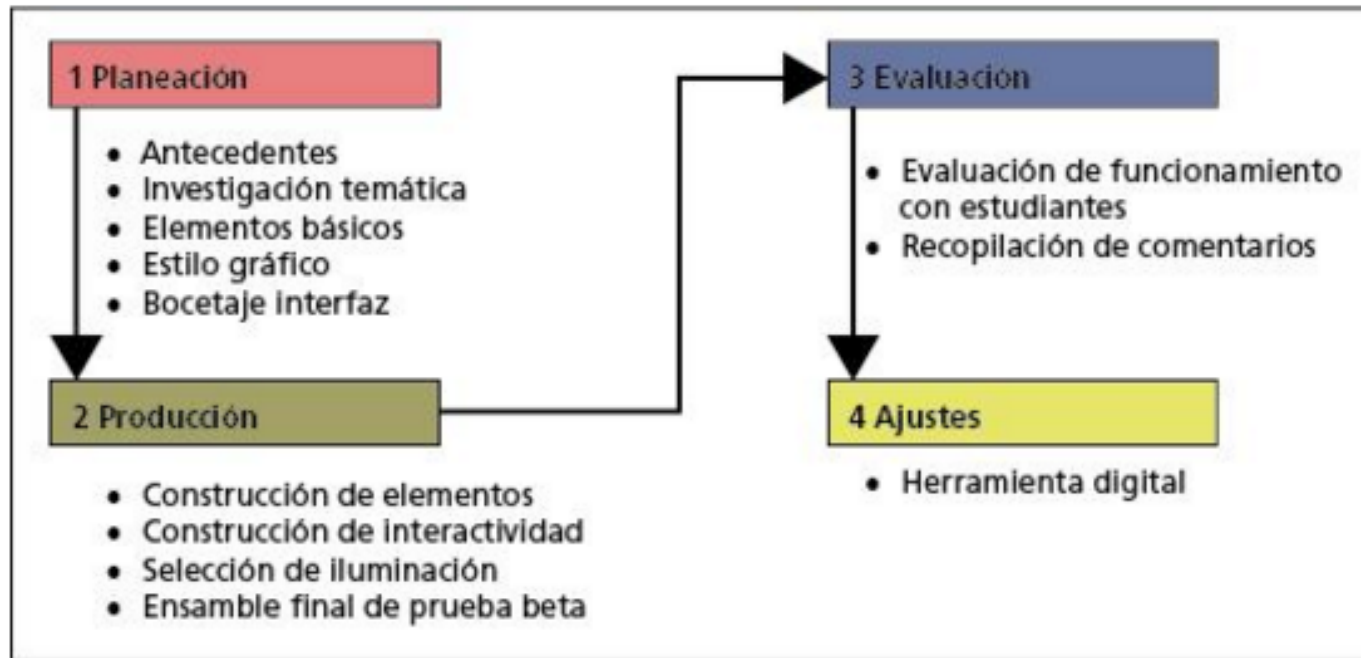 1 Planeación
• Antecedentes
• Investigación temática
• Elementos básicos
• Estilo gráfico
• Bocetaje interfaz
2 Producción
• Construcción de elementos
• Construcción de interactividad
• Selección de iluminación
• Ensamble final de prueba beta
3 Evaluación
• Evaluación de funcionamiento
con estudiantes
• Recopilación de comentarios
4 Ajustes
• Herramienta digital